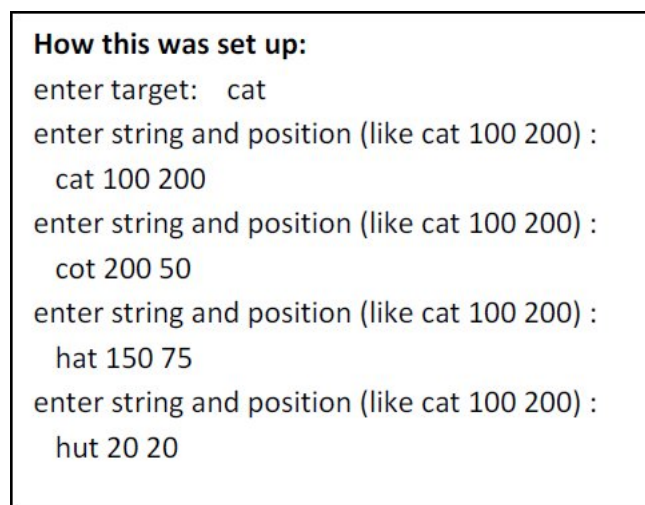 How this was set up:
enter target: cat
enter string and position (like cat 100 200) :
cat 100 200
enter string and position (like cat 100 200) :
cot 200 50
enter string and position (like cat 100 200) :
hat 150 75
enter string and position (like cat 100 200) :
hut 20 20